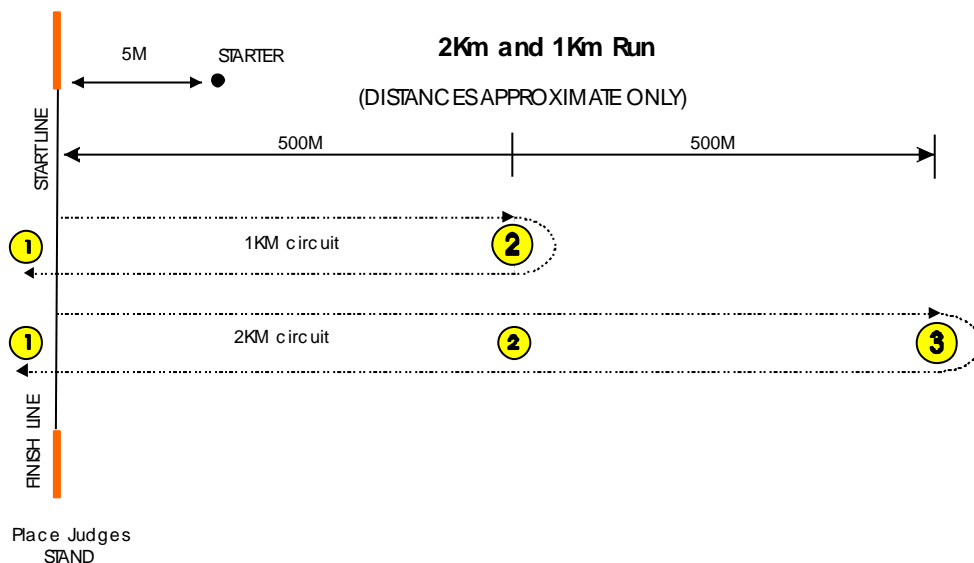 2Km and 1Km Run
5M
STARTER
(DISTANCES APPROXIMATE ONLY)
START LINE
500M
500M
1
1KM circuit
2
1
2KM circuit
2
3
FINISH LINE
Place Judges
STAND